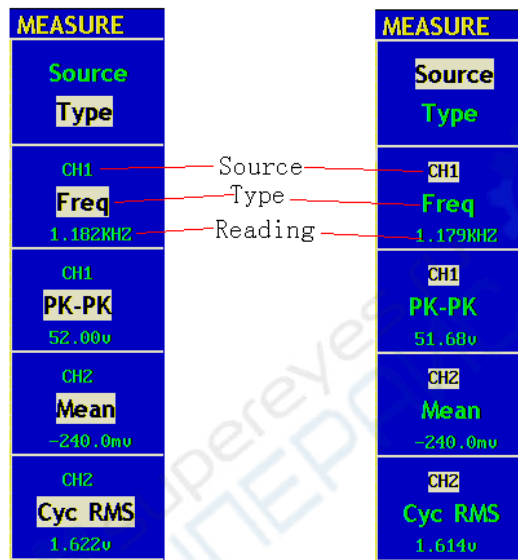 MEASURE
Source
Type
CH1
Freq
1.182KHZ
CH1
PK-PK
52.00v
CH2
Mean
-240.0mv
CH2
Cyc RMS
1.622v
Source
Type
Reading
MEASURE
Source
Type
CH1
Freq
1.179KHZ
CH1
PK-PK
51.68v
CH2
Mean
-240.0mv
CH2
Cyc RMS
1.614v